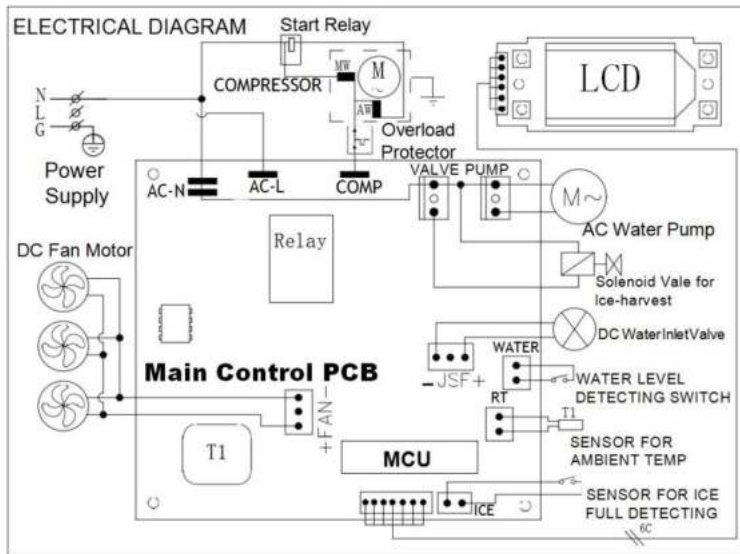 ELECTRICAL DIAGRAM
Start Relay
COMPRESSOR
MW
M
~
AW
Overload
Protector
LCD
N
L
G
Power
Supply
AC-N
AC-L
COMP
VALVE PUMP
M~
AC Water Pump
Relay
Solenoid Vale for
Ice-harvest
DC Fan Motor
DC WaterInletValve
Main Control PCB
- JSF+
WATER
WATER LEVEL
DETECTING SWITCH
+FAN-
RT
T1
SENSOR FOR
AMBIENT TEMP
T1
MCU
ICE
SENSOR FOR ICE
FULL DETECTING
6C